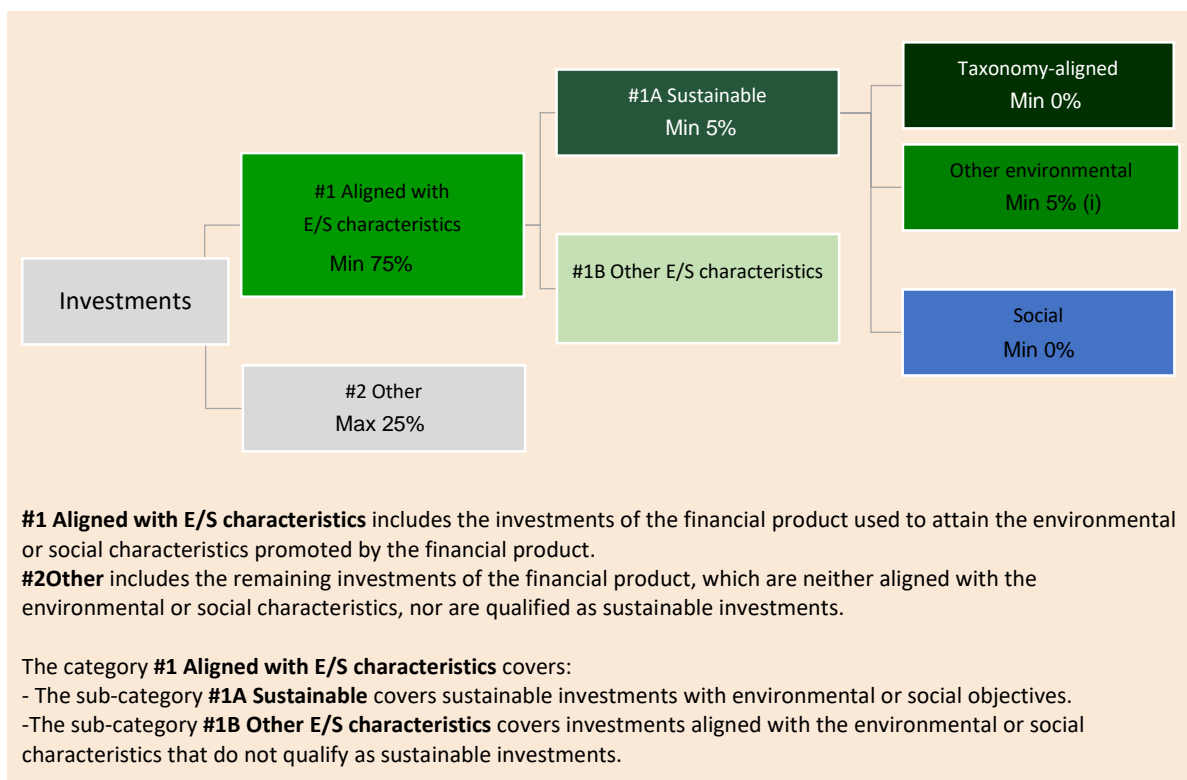 Investments
#1 Aligned with
E/S characteristics
Min 75%
#2 Other
Max 25%
#1A Sustainable
Min 5%
#1B Other E/S characteristics
Taxonomy-aligned
Min 0%
Other environmental
Min 5% (i)
Social
Min 0%
#1 Aligned with E/S characteristics includes the investments of the financial product used to attain the environmental
or social characteristics promoted by the financial product.
#2Other includes the remaining investments of the financial product, which are neither aligned with the
environmental or social characteristics, nor are qualified as sustainable investments.
The category #1 Aligned with E/S characteristics covers:
- The sub-category #1A Sustainable covers sustainable investments with environmental or social objectives.
-The sub-category #1B Other E/S characteristics covers investments aligned with the environmental or social
characteristics that do not qualify as sustainable investments.